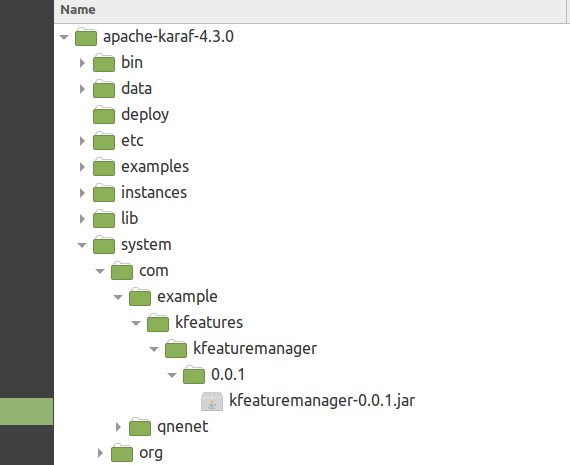 Name
apache-karaf-4.3.0
bin
data
deploy
etc
examples
instances
lib
system
com
example
kfeatures
kfeaturemanager
0.0.1
kfeaturemanager-0.0.1.jar
qnenet
org